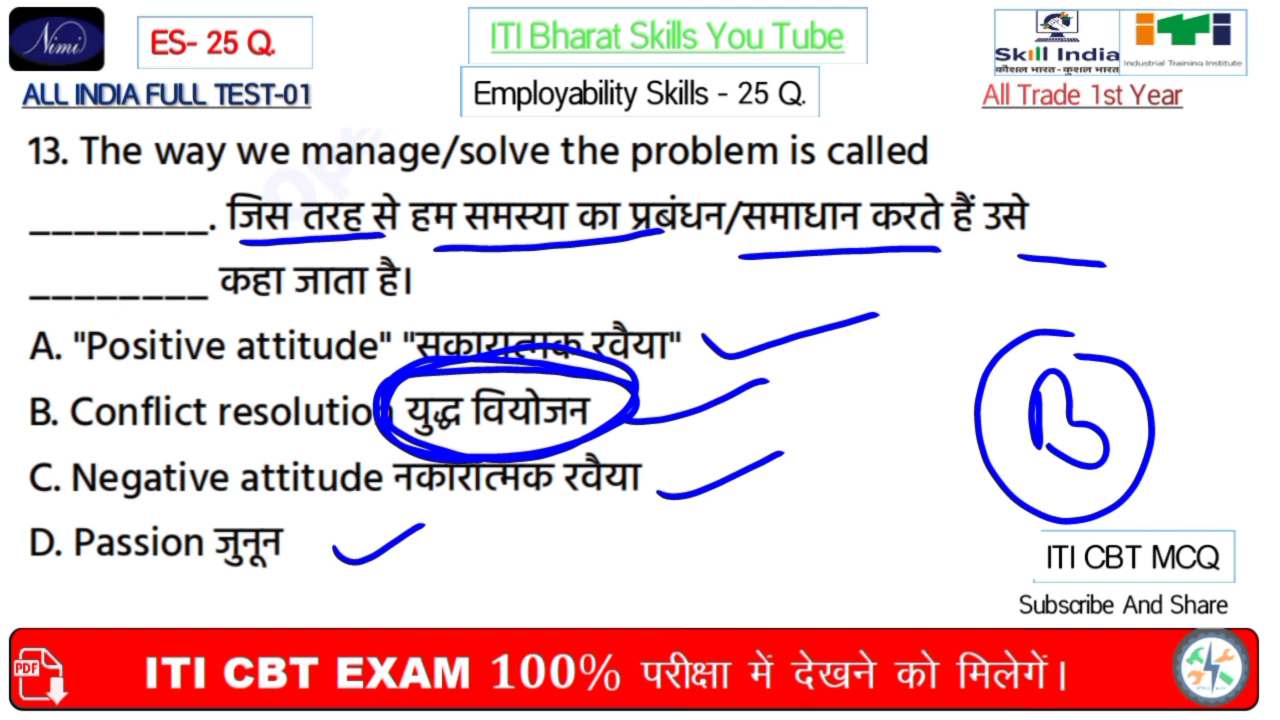 Nimi
ES- 25 Q.
ITI Bharat Skills You Tube
Skill India
कौशल भारत - कुशल भारत
iTi
Industrial Training Institute
ALL INDIA FULL TEST-01
Employability Skills - 25 Q.
All Trade 1st Year
13. The way we manage/solve the problem is called
________. जिस तरह से हम समस्या का प्रबंधन/समाधान करते हैं उसे
________ कहा जाता है।
A. "Positive attitude" "सकारात्मक रवैया"
B. Conflict resolution युद्ध वियोजन
C. Negative attitude नकारात्मक रवैया
D. Passion जुनून
B
ITI CBT MCQ
Subscribe And Share
PDF
ITI CBT EXAM 100% परीक्षा में देखने को मिलेगें।